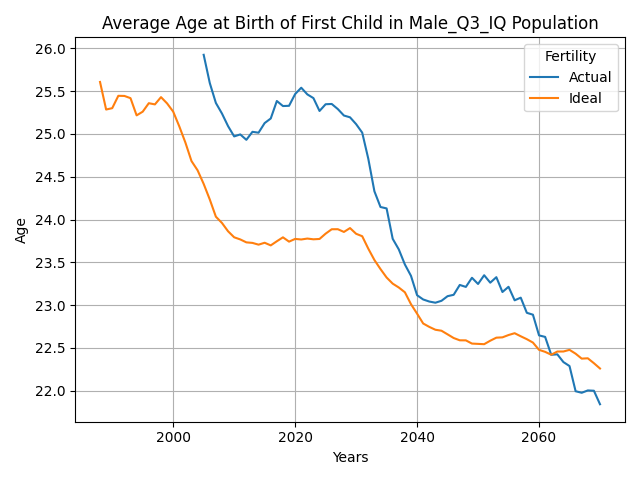 Average Age at Birth of First Child in Male_Q3_IQ Population
Fertility
Actual
Ideal
Age
26.0
25.5
25.0
24.5
24.0
23.5
23.0
22.5
22.0
2000
2020
2040
2060
Years